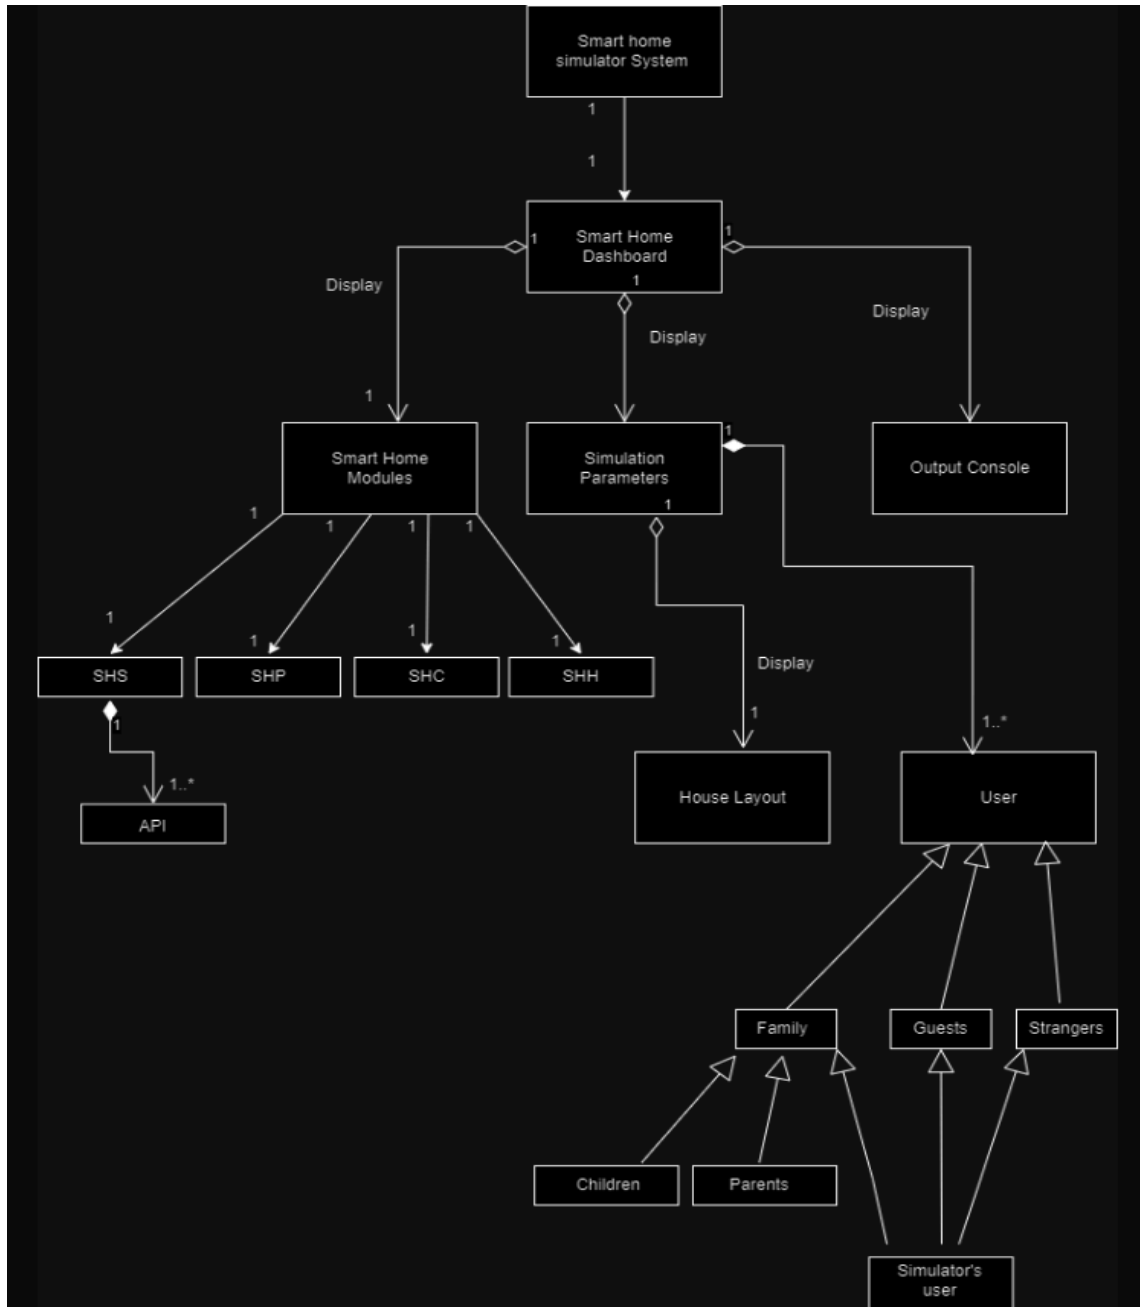 Smart home
simulator System
1
1
Smart Home
Dashboard
1
1
1
Display
Display
Display
1
Smart Home
Modules
Simulation
Parameters
1
1
Output Console
1
1
1
1
1
1
1
1
SHS
SHP
SHC
SHH
1
1..*
API
Display
1
1..*
House Layout
User
Family
Guests
Strangers
Children
Parents
Simulator's
user